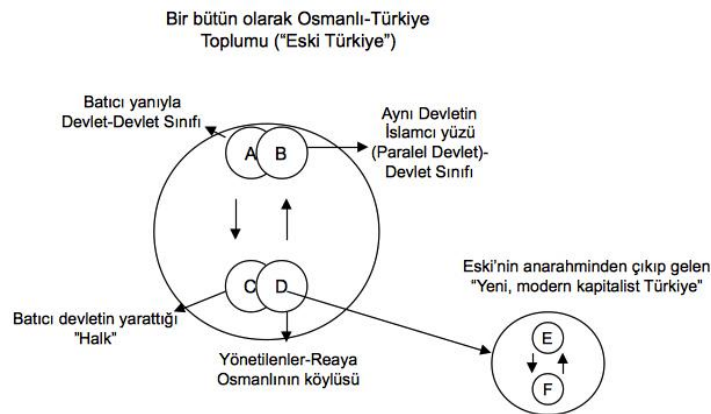 Bir bütün olarak Osmanlı-Türkiye
Toplumu (“Eski Türkiye”)
Batıcı yanıyla
Devlet-Devlet Sınıfı
Aynı Devletin
İslamcı yüzü
(Paralel Devlet)-
Devlet Sınıfı
A
B
C
D
Batıcı devletin yarattığı
"Halk"
Yönetilenler-Reaya
Osmanlının köylüsü
Eski’nin anarahminden çıkıp gelen
“Yeni, modern kapitalist Türkiye”
E
F